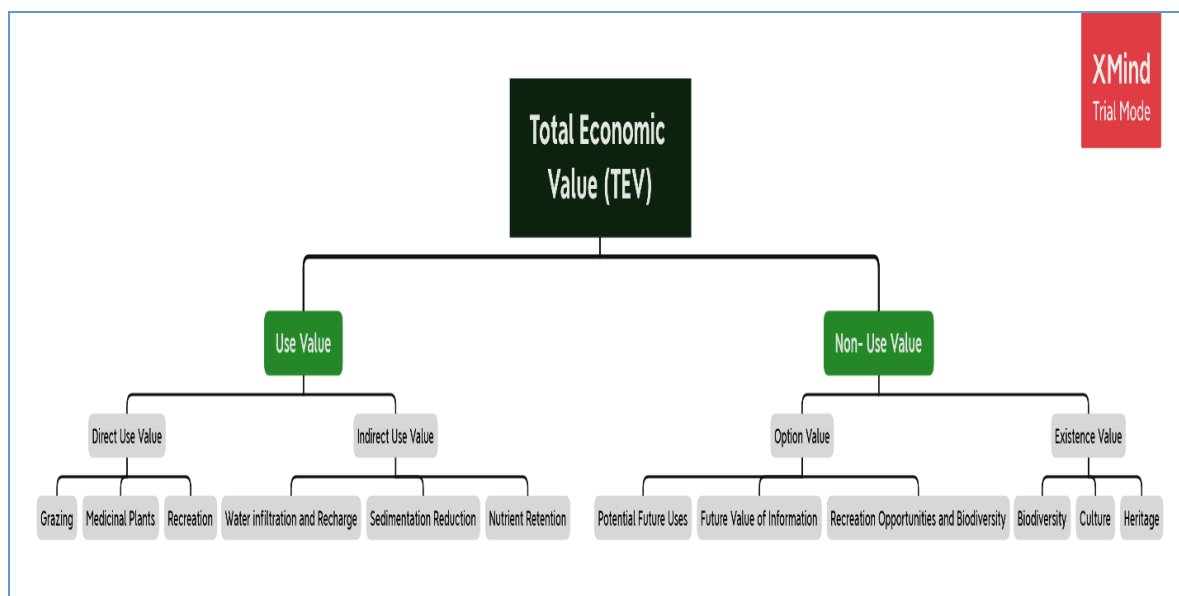 XMind
Trial Mode
Total Economic
Value (TEV)
Use Value
Non- Use Value
Direct Use Value
Indirect Use Value
Option Value
Existence Value
Grazing
Medicinal Plants
Recreation
Water infiltration and Recharge
Sedimentation Reduction
Nutrient Retention
Potential Future Uses
Future Value of Information
Recreation Opportunities and Biodiversity
Biodiversity
Culture
Heritage